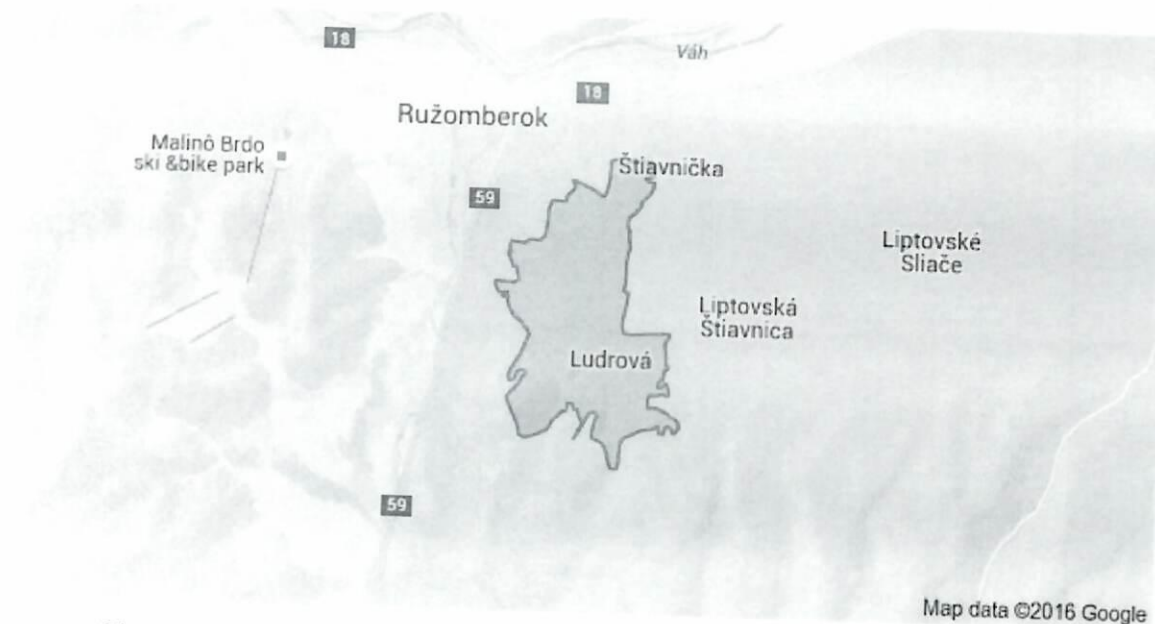 18
Váh
18
Ružomberok
Malinô Brdo
ski &bike park
Štiavnička
59
Liptovské
Sliače
Liptovská
Štiavnica
Ludrová
59
Map data ©2016 Google